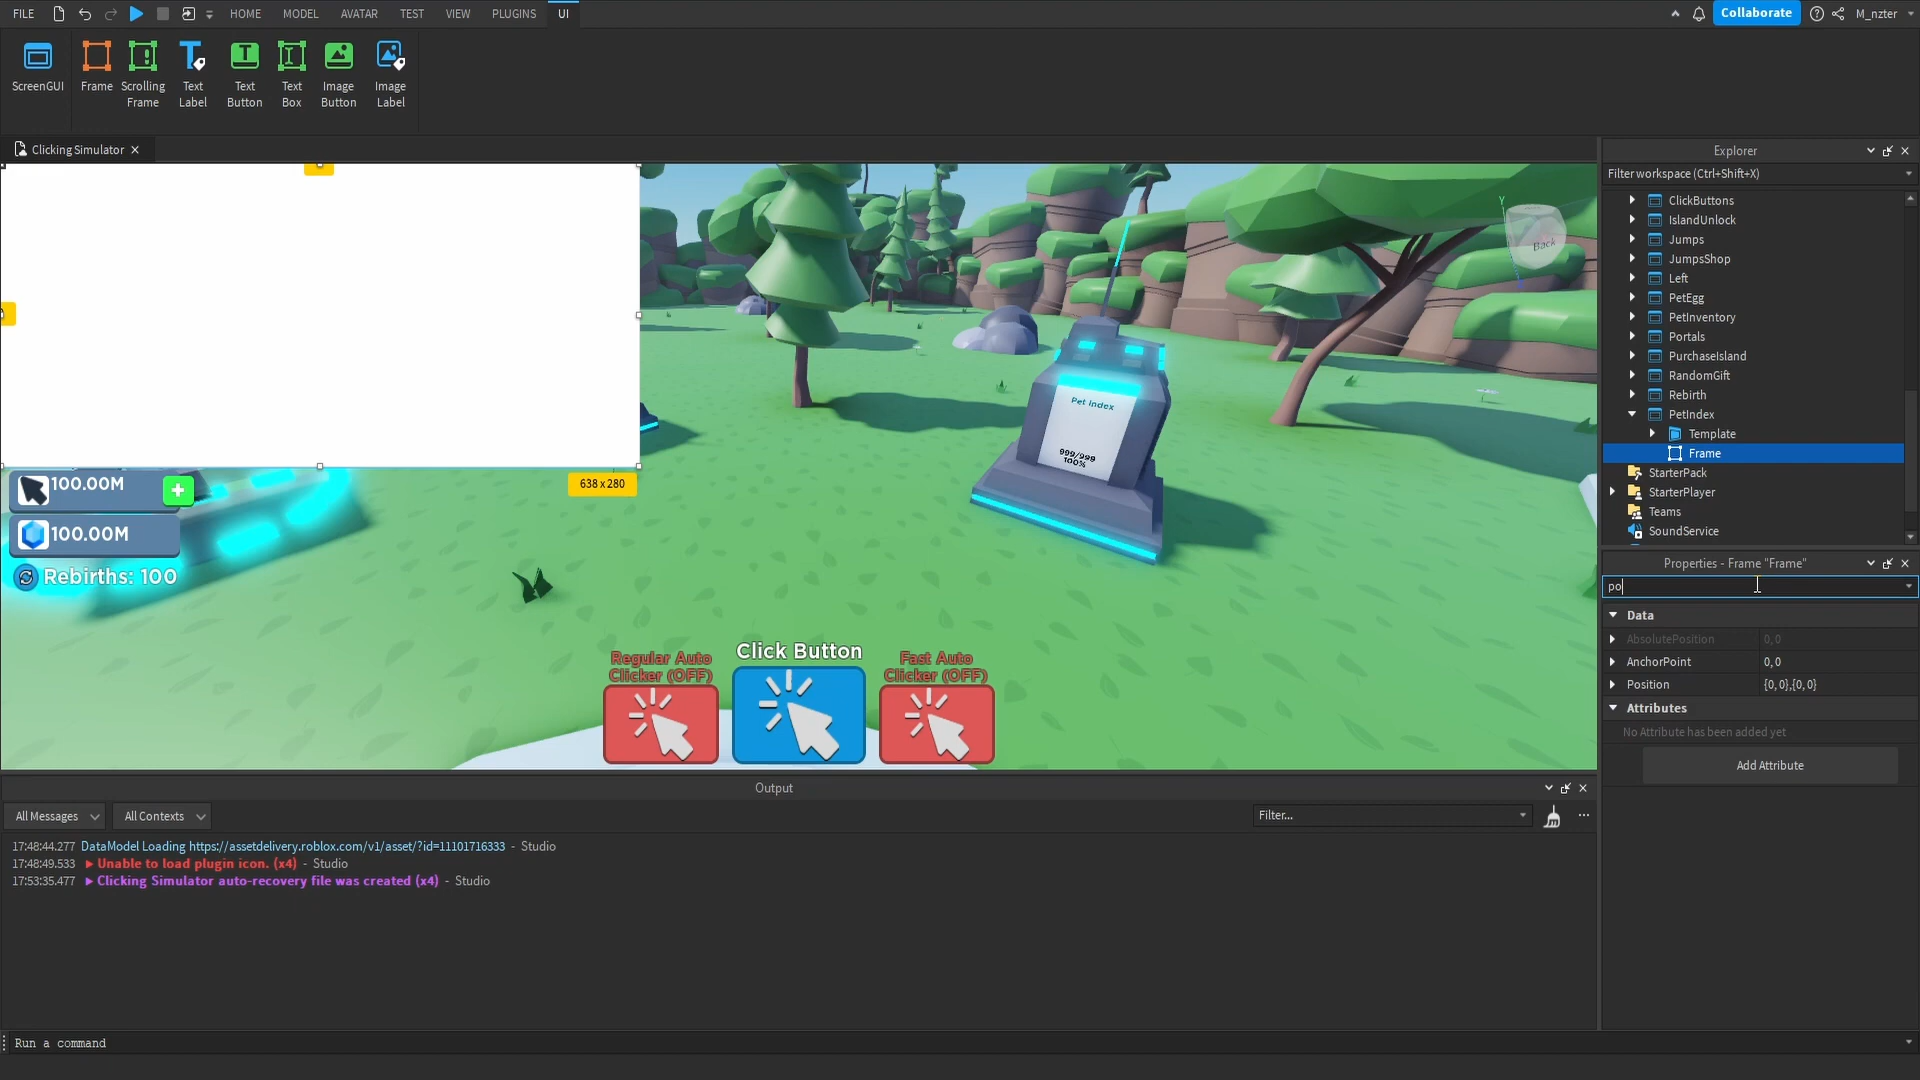 FILE
HOME
MODEL
AVATAR
TEST
VIEW
PLUGINS
UI
Collaborate
M_nzter
ScreenGUI
Frame
Scrolling
Frame
Text
Label
Text
Button
Text
Box
Image
Button
Image
Label
Clicking Simulator
638 x 280
Pet Index
999/999
100%
Y
Back
100.00M
100.00M
Rebirths: 100
Regular Auto
Clicker (OFF)
Click Button
Fast Auto
Clicker (OFF)
Explorer
Filter workspace (Ctrl+Shift+X)
ClickButtons
IslandUnlock
Jumps
JumpsShop
Left
PetEgg
PetInventory
Portals
PurchaseIsland
RandomGift
Rebirth
PetIndex
Template
Frame
StarterPack
StarterPlayer
Teams
SoundService
Properties - Frame "Frame"
po
Data
AbsolutePosition 0, 0
AnchorPoint 0, 0
Position {0, 0},{0, 0}
Attributes
No Attribute has been added yet
Add Attribute
Output
All Messages
All Contexts
Filter...
17:48:44.277 DataModel Loading https://assetdelivery.roblox.com/v1/asset/?id=11101716333 - Studio
17:48:49.533 Unable to load plugin icon. (x4) - Studio
17:53:35.477 Clicking Simulator auto-recovery file was created (x4) - Studio
Run a command